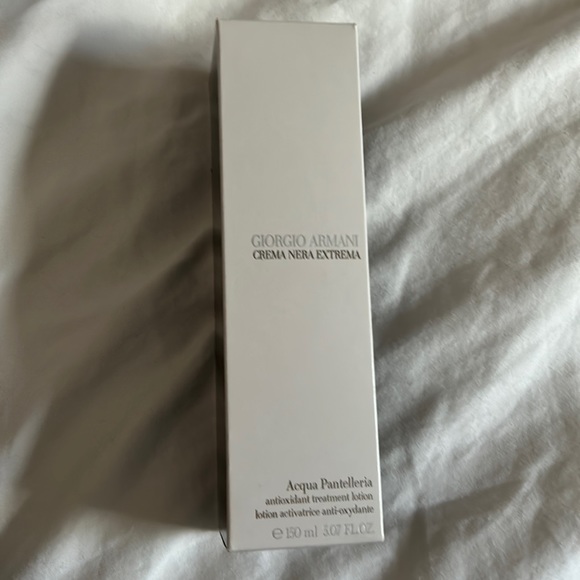 GIORGIO ARMANI
CREMA NERA EXTREMA
Acqua Pantelleria
antioxidant treatment lotion
lotion activatrice anti-oxydante
℮ 150 ml 5.07 FL.OZ.